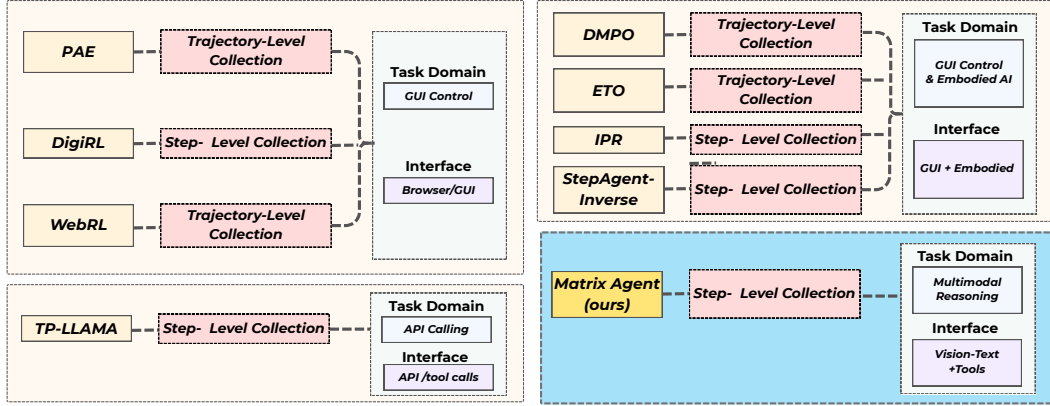 PAE
Trajectory-Level
Collection
DigiRL
Step- Level Collection
WebRL
Trajectory-Level
Collection
Task Domain
GUI Control
Interface
Browser/GUI
TP-LLAMA
Step- Level Collection
Task Domain
API Calling
Interface
API /tool calls
DMPO
Trajectory-Level
Collection
ETO
Trajectory-Level
Collection
IPR
Step- Level Collection
StepAgent-
Inverse
Step- Level Collection
Task Domain
GUI Control
& Embodied AI
Interface
GUI + Embodied
Matrix Agent
(ours)
Step- Level Collection
Task Domain
Multimodal
Reasoning
Interface
Vision-Text
+Tools